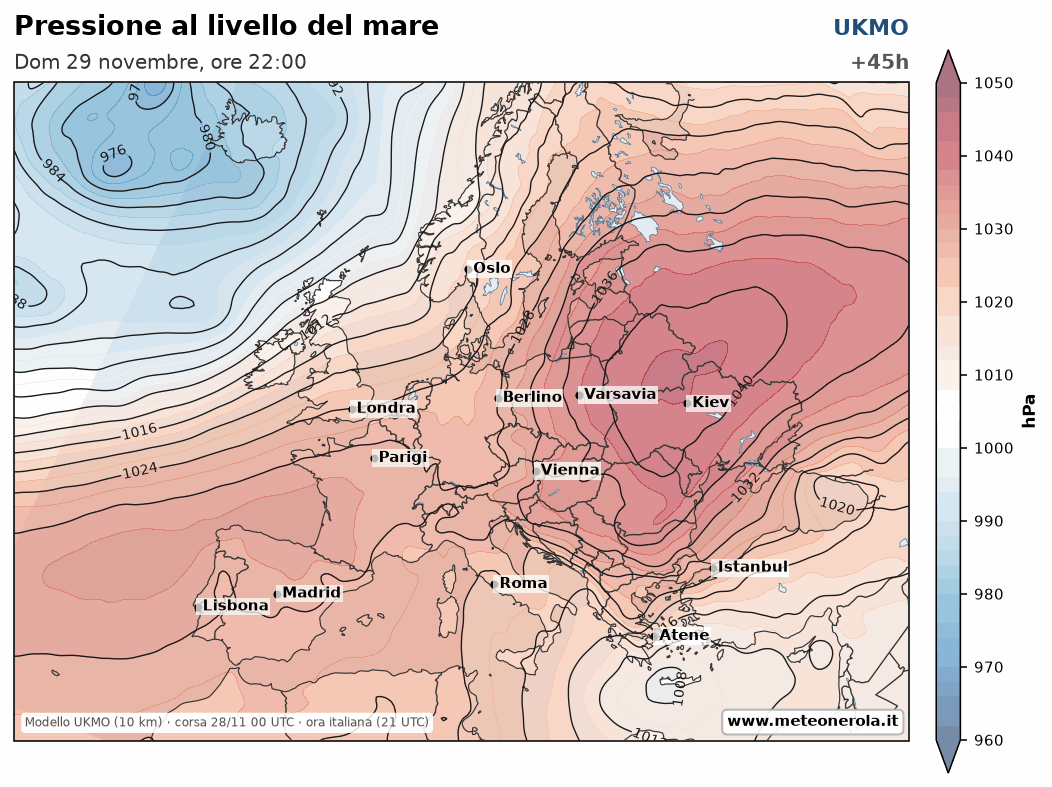 Pressione al livello del mare
UKMO
Dom 29 novembre, ore 22:00
+45h
976
980
984
1012
1016
1024
1028
1036
1040
1032
1020
1008
Oslo
Berlino
Varsavia
Kiev
Londra
Parigi
Vienna
Istanbul
Roma
Madrid
Lisbona
Atene
1050
1040
1030
1020
1010
1000
990
980
970
960
hPa
Modello UKMO (10 km) · corsa 28/11 00 UTC · ora italiana (21 UTC)
www.meteonerola.it